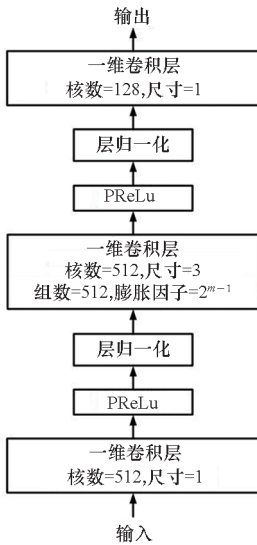 输出
一维卷积层
核数=128,尺寸=1
层归一化
PReLu
一维卷积层
核数=512,尺寸=3
组数=512,膨胀因子=2^{m-1}
层归一化
PReLu
一维卷积层
核数=512,尺寸=1
输入